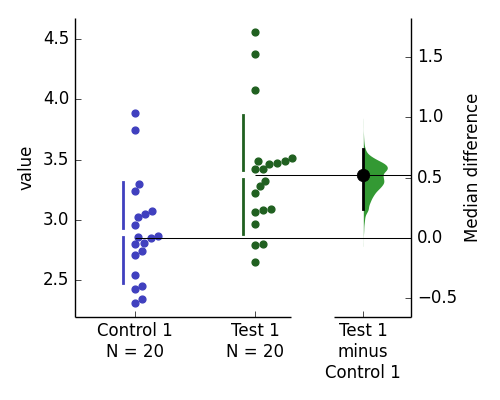 4.5
4.0
3.5
3.0
2.5
value
1.5
1.0
0.5
0.0
−0.5
Median difference
Control 1
N = 20
Test 1
N = 20
Test 1
minus
Control 1